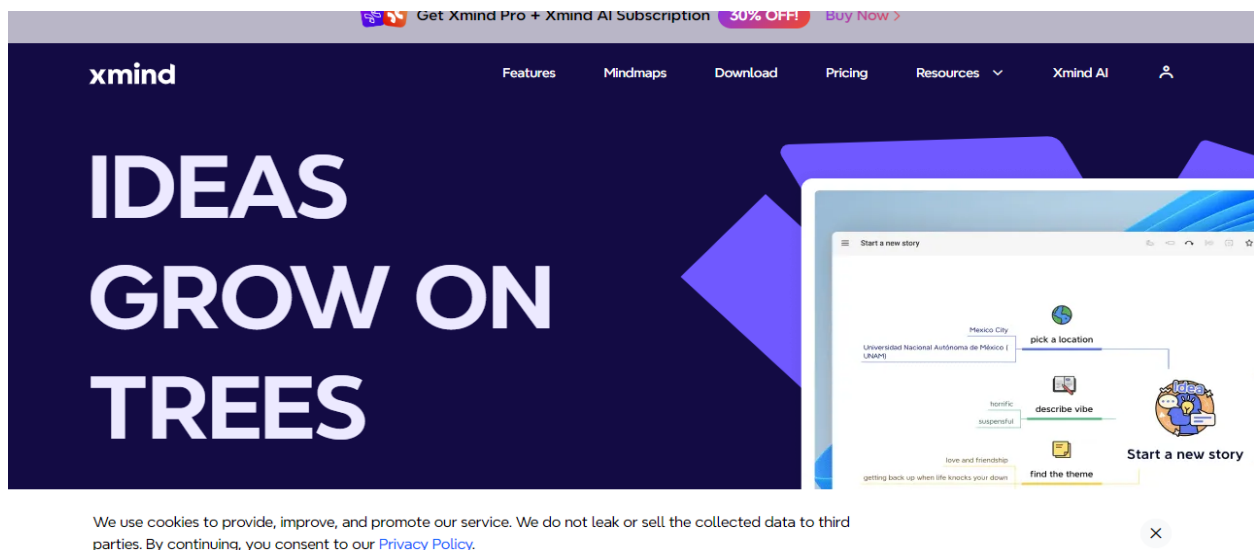 Get Xmind Pro + Xmind AI Subscription 30% OFF! Buy Now >
xmind
Features Mindmaps Download Pricing Resources Xmind AI
IDEAS
GROW ON
TREES
Start a new story
Mexico City
pick a location
Universidad Nacional Autónoma de México (
UNAM)
Idea
horrific
describe vibe
suspensful
Start a new story
love and friendship
find the theme
getting back up when life knocks your down
We use cookies to provide, improve, and promote our service. We do not leak or sell the collected data to third
parties. By continuing, you consent to our Privacy Policy.